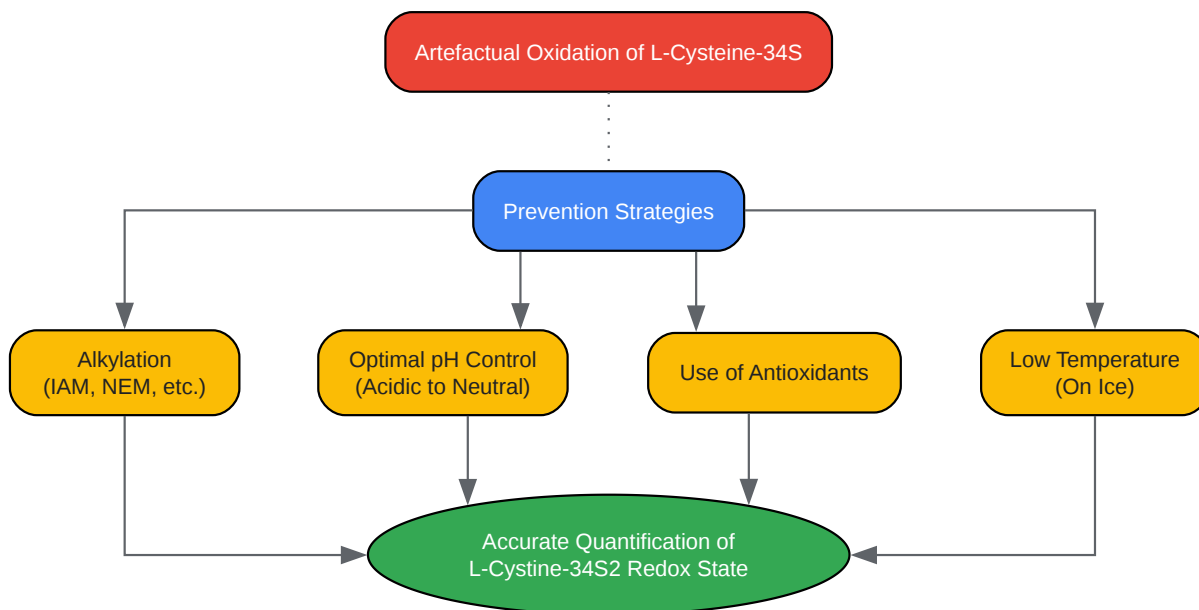 Artefactual Oxidation of L-Cysteine-34S
Prevention Strategies
Alkylation
(IAM, NEM, etc.)
Optimal pH Control
(Acidic to Neutral)
Use of Antioxidants
Low Temperature
(On Ice)
Accurate Quantification of
L-Cystine-34S2 Redox State